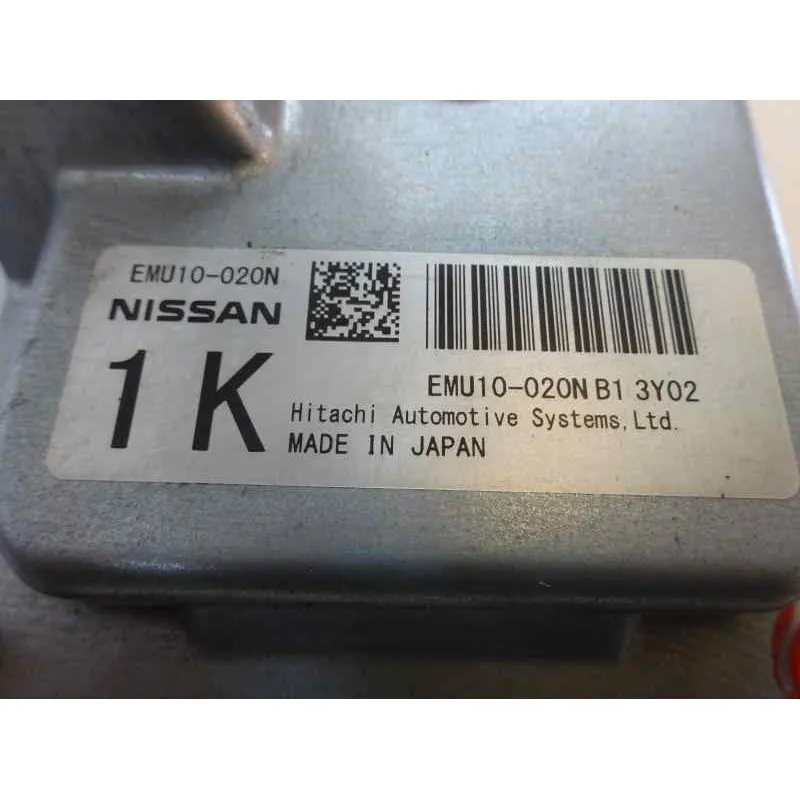 EMU10-020N
NISSAN
1K
EMU10-020N B1 3Y02
Hitachi Automotive Systems,Ltd.
MADE IN JAPAN